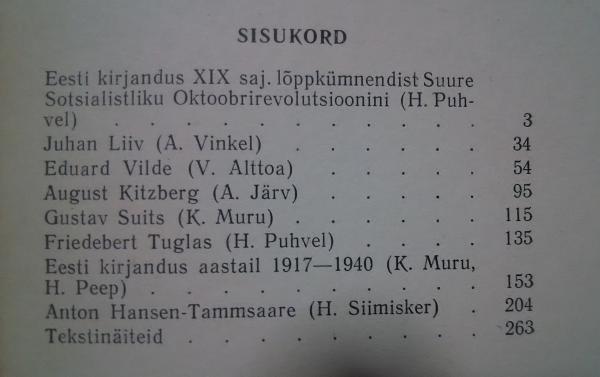 SISUKORD
Eesti kirjandus XIX saj. lõppkümnendist Suure
Sotsialistliku Oktoobrirevolutsioonini (H. Puh-
vel) . . . . . . . . . . . 3
Juhan Liiv (A. Vinkel) . . . . . . 34
Eduard Vilde (V. Alttoa) . . . . . 54
August Kitzberg (A. Järv) . . . . . 95
Gustav Suits (K. Muru) . . . . . . 115
Friedebert Tuglas (H. Puhvel) . . . . 135
Eesti kirjandus aastail 1917—1940 (K. Muru,
H. Peep) . . . . . . . . . . 153
Anton Hansen-Tammsaare (H. Siimisker) . 204
Tekstinäiteid . . . . . . . . . 263